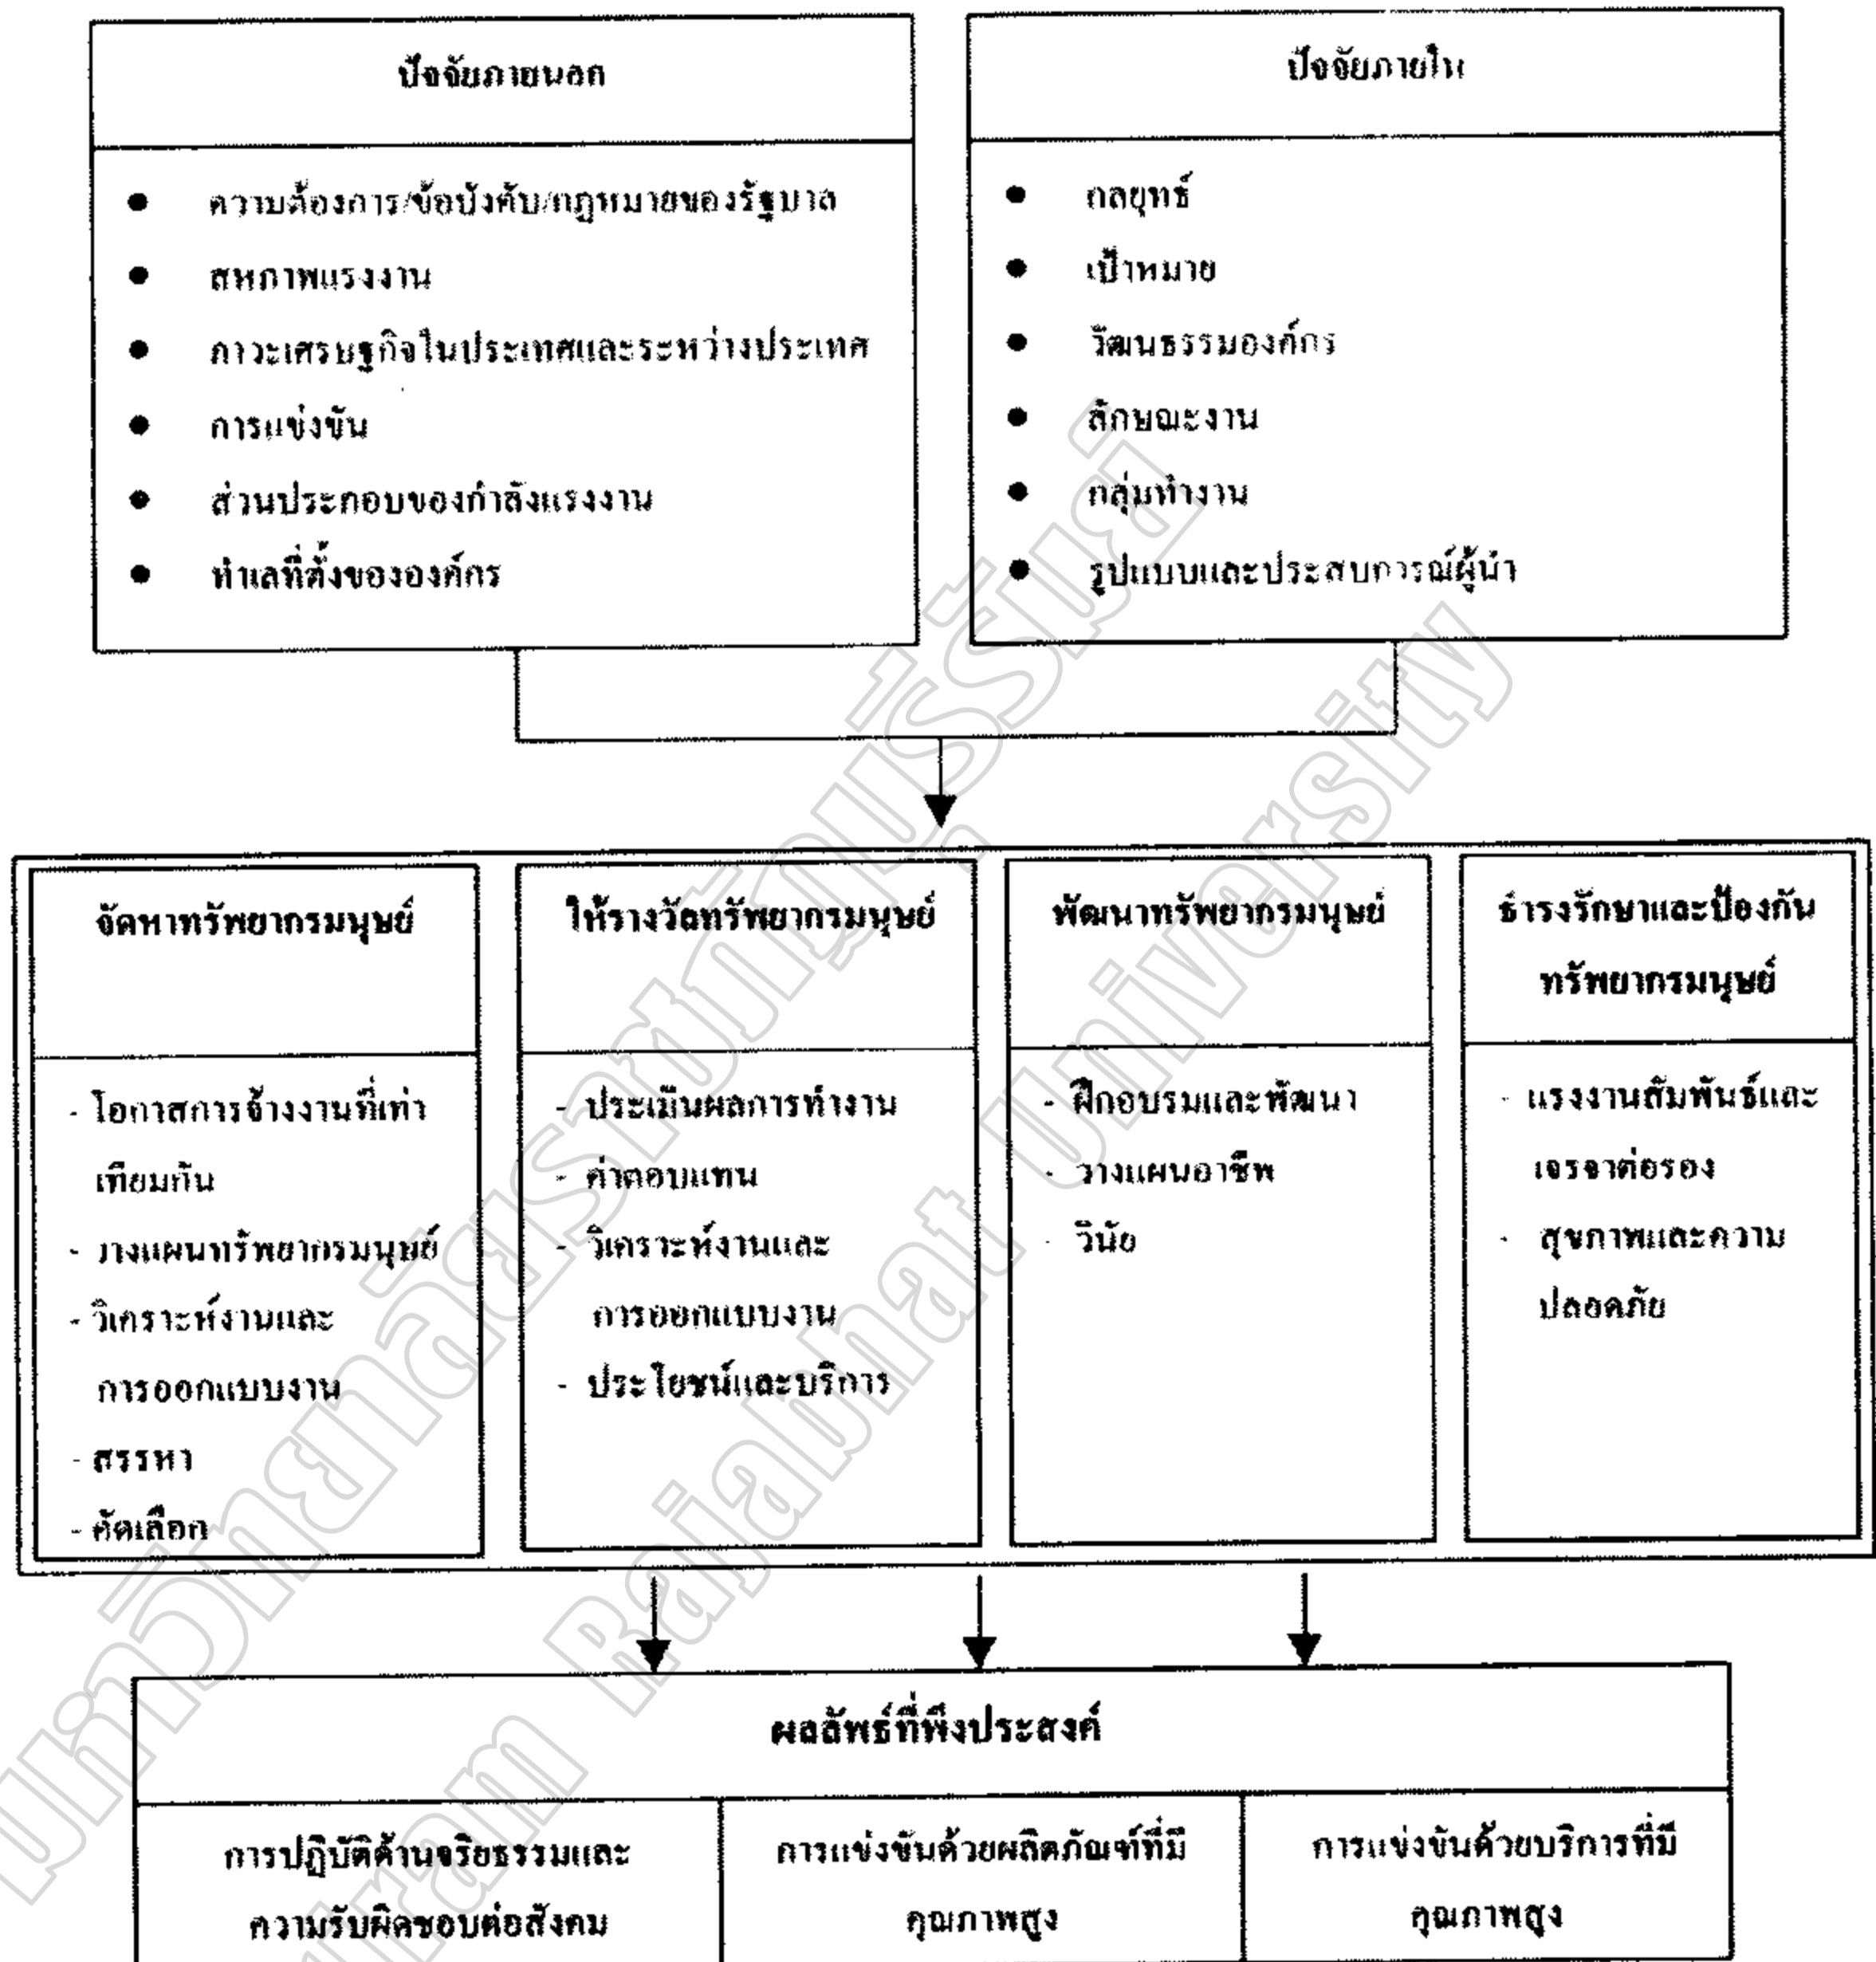 ปัจจัยภายนอก
● ความต้องการ/ข้อบังคับ/กฎหมายของรัฐบาล
● สหภาพแรงงาน
● ภาวะเศรษฐกิจในประเทศและระหว่างประเทศ
● การแข่งขัน
● ส่วนประกอบของกำลังแรงงาน
● ทำเลที่ตั้งขององค์กร
ปัจจัยภายใน
● กลยุทธ์
● เป้าหมาย
● วัฒนธรรมองค์กร
● ลักษณะงาน
● กลุ่มทำงาน
● รูปแบบและประสบการณ์ผู้นำ
จัดหาทรัพยากรมนุษย์
- โอกาสการจ้างงานที่เท่า
เทียมกัน
- วางแผนทรัพยากรมนุษย์
- วิเคราะห์งานและ
การออกแบบงาน
- สรรหา
- คัดเลือก
ให้รางวัลทรัพยากรมนุษย์
- ประเมินผลการทำงาน
- ค่าตอบแทน
- วิเคราะห์งานและ
การออกแบบงาน
- ประโยชน์และบริการ
พัฒนาทรัพยากรมนุษย์
- ฝึกอบรมและพัฒนา
- วางแผนอาชีพ
- วินัย
ธำรงรักษาและป้องกัน
ทรัพยากรมนุษย์
- แรงงานสัมพันธ์และ
เจรจาต่อรอง
- สุขภาพและความ
ปลอดภัย
ผลลัพธ์ที่พึงประสงค์
การปฏิบัติด้านจริยธรรมและ
ความรับผิดชอบต่อสังคม
การแข่งขันด้วยผลิตภัณฑ์ที่มี
คุณภาพสูง
การแข่งขันด้วยบริการที่มี
คุณภาพสูง
มหาวิทยาลัยราชภัฏบุรีรัมย์
Buriram Rajabhat University